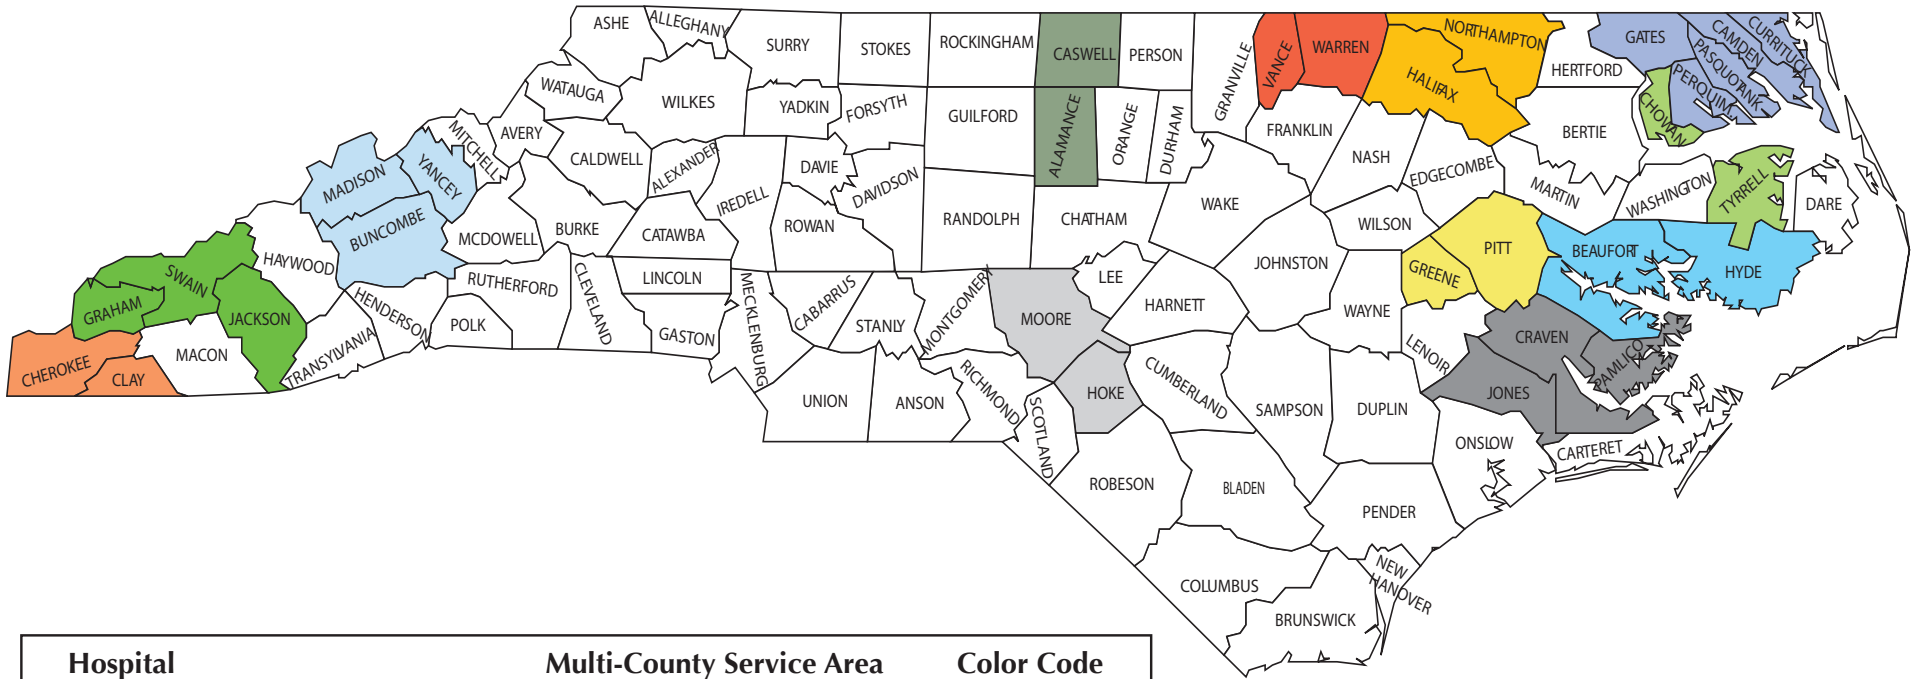 ASHE
ALLEGHANY
SURRY
STOKES
ROCKINGHAM
CASWELL
PERSON
GRANVILLE
VANCE
WARREN
NORTHAMPTON
HALIFAX
HERTFORD
GATES
CURRITUCK
CAMDEN
PASQUOTANK
PERQUIM
CHOWAN
BERTIE
WATAUGA
WILKES
YADKIN
FORSYTH
GUILFORD
ALAMANCE
ORANGE
DURHAM
FRANKLIN
NASH
EDGECOMBE
MARTIN
WASHINGTON
TYRRELL
DARE
MITCHELL
AVERY
CALDWELL
ALEXANDER
IREDELL
DAVIE
DAVIDSON
ROWAN
RANDOLPH
CHATHAM
WAKE
WILSON
MADISON
YANCEY
BUNCOMBE
MCDOWELL
BURKE
CATAWBA
LINCOLN
HAYWOOD
SWAIN
GRAHAM
JACKSON
CHEROKEE
CLAY
MACON
TRANSYLVANIA
HENDERSON
RUTHERFORD
POLK
CLEVELAND
GASTON
MECKLENBURG
CABARRUS
STANLY
MONTGOMERY
MOORE
LEE
HARNETT
JOHNSTON
WAYNE
GREENE
PITT
BEAUFORT
HYDE
CRAVEN
PAMLICO
LENOIR
JONES
UNION
ANSON
RICHMOND
SCOTLAND
HOKE
CUMBERLAND
SAMPSON
DUPLIN
ONSLOW
CARTERET
ROBESON
BLADEN
PENDER
NEW
HANOVER
COLUMBUS
BRUNSWICK
Hospital Multi-County Service Area Color Code